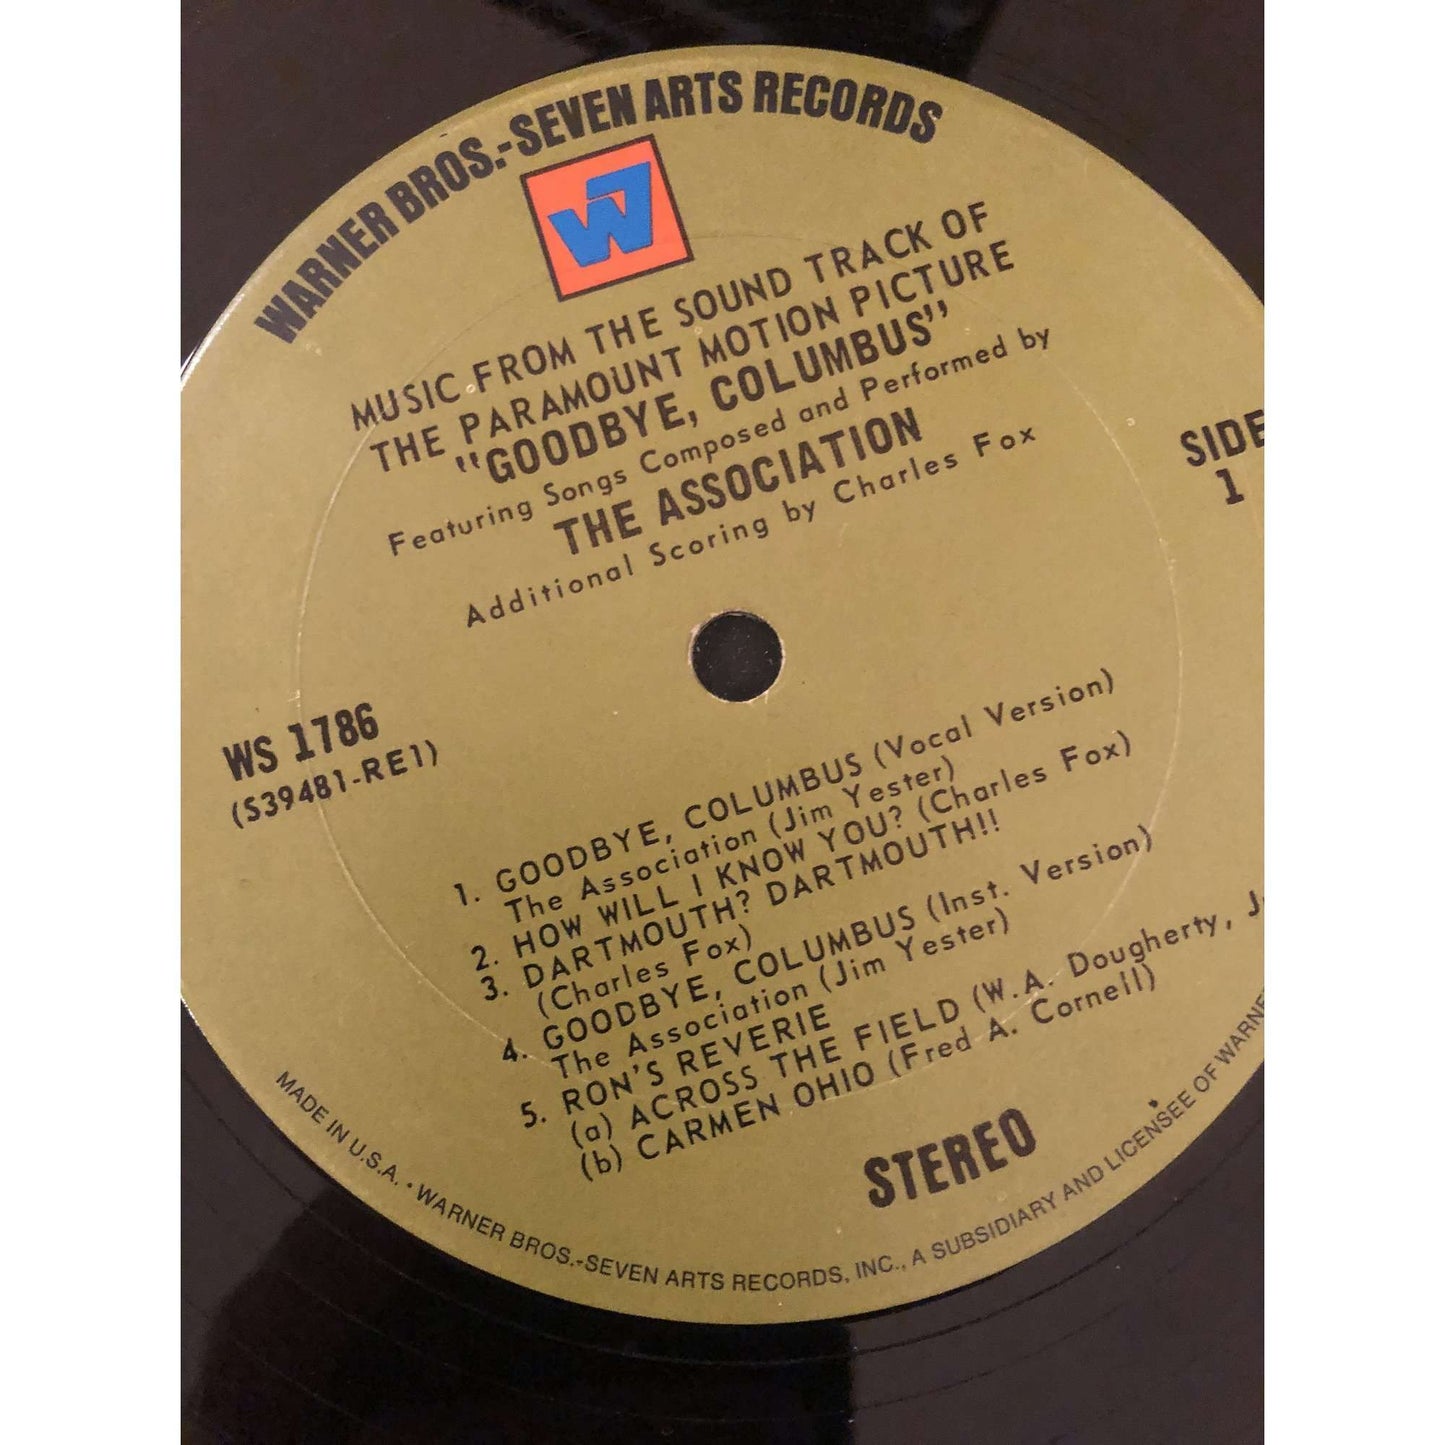 WARNER BROS.-SEVEN ARTS RECORDS
W7
MUSIC FROM THE SOUND TRACK OF
THE PARAMOUNT MOTION PICTURE
"GOODBYE, COLUMBUS"
Featuring Songs Composed and Performed by
THE ASSOCIATION
Additional Scoring by Charles Fox
SIDE
1
WS 1786
(S39481-RE1)
1. GOODBYE, COLUMBUS (Vocal Version)
The Association (Jim Yester)
2. HOW WILL I KNOW YOU? (Charles Fox)
3. DARTMOUTH? DARTMOUTH!!
(Charles Fox)
4. GOODBYE, COLUMBUS (Inst. Version)
The Association (Jim Yester)
5. RON'S REVERIE
(a) ACROSS THE FIELD (W.A. Dougherty,
(b) CARMEN OHIO (Fred A. Cornell)
STEREO
MADE IN U.S.A. • WARNER BROS.-SEVEN ARTS RECORDS, INC., A SUBSIDIARY AND LICENSEE OF WARNER